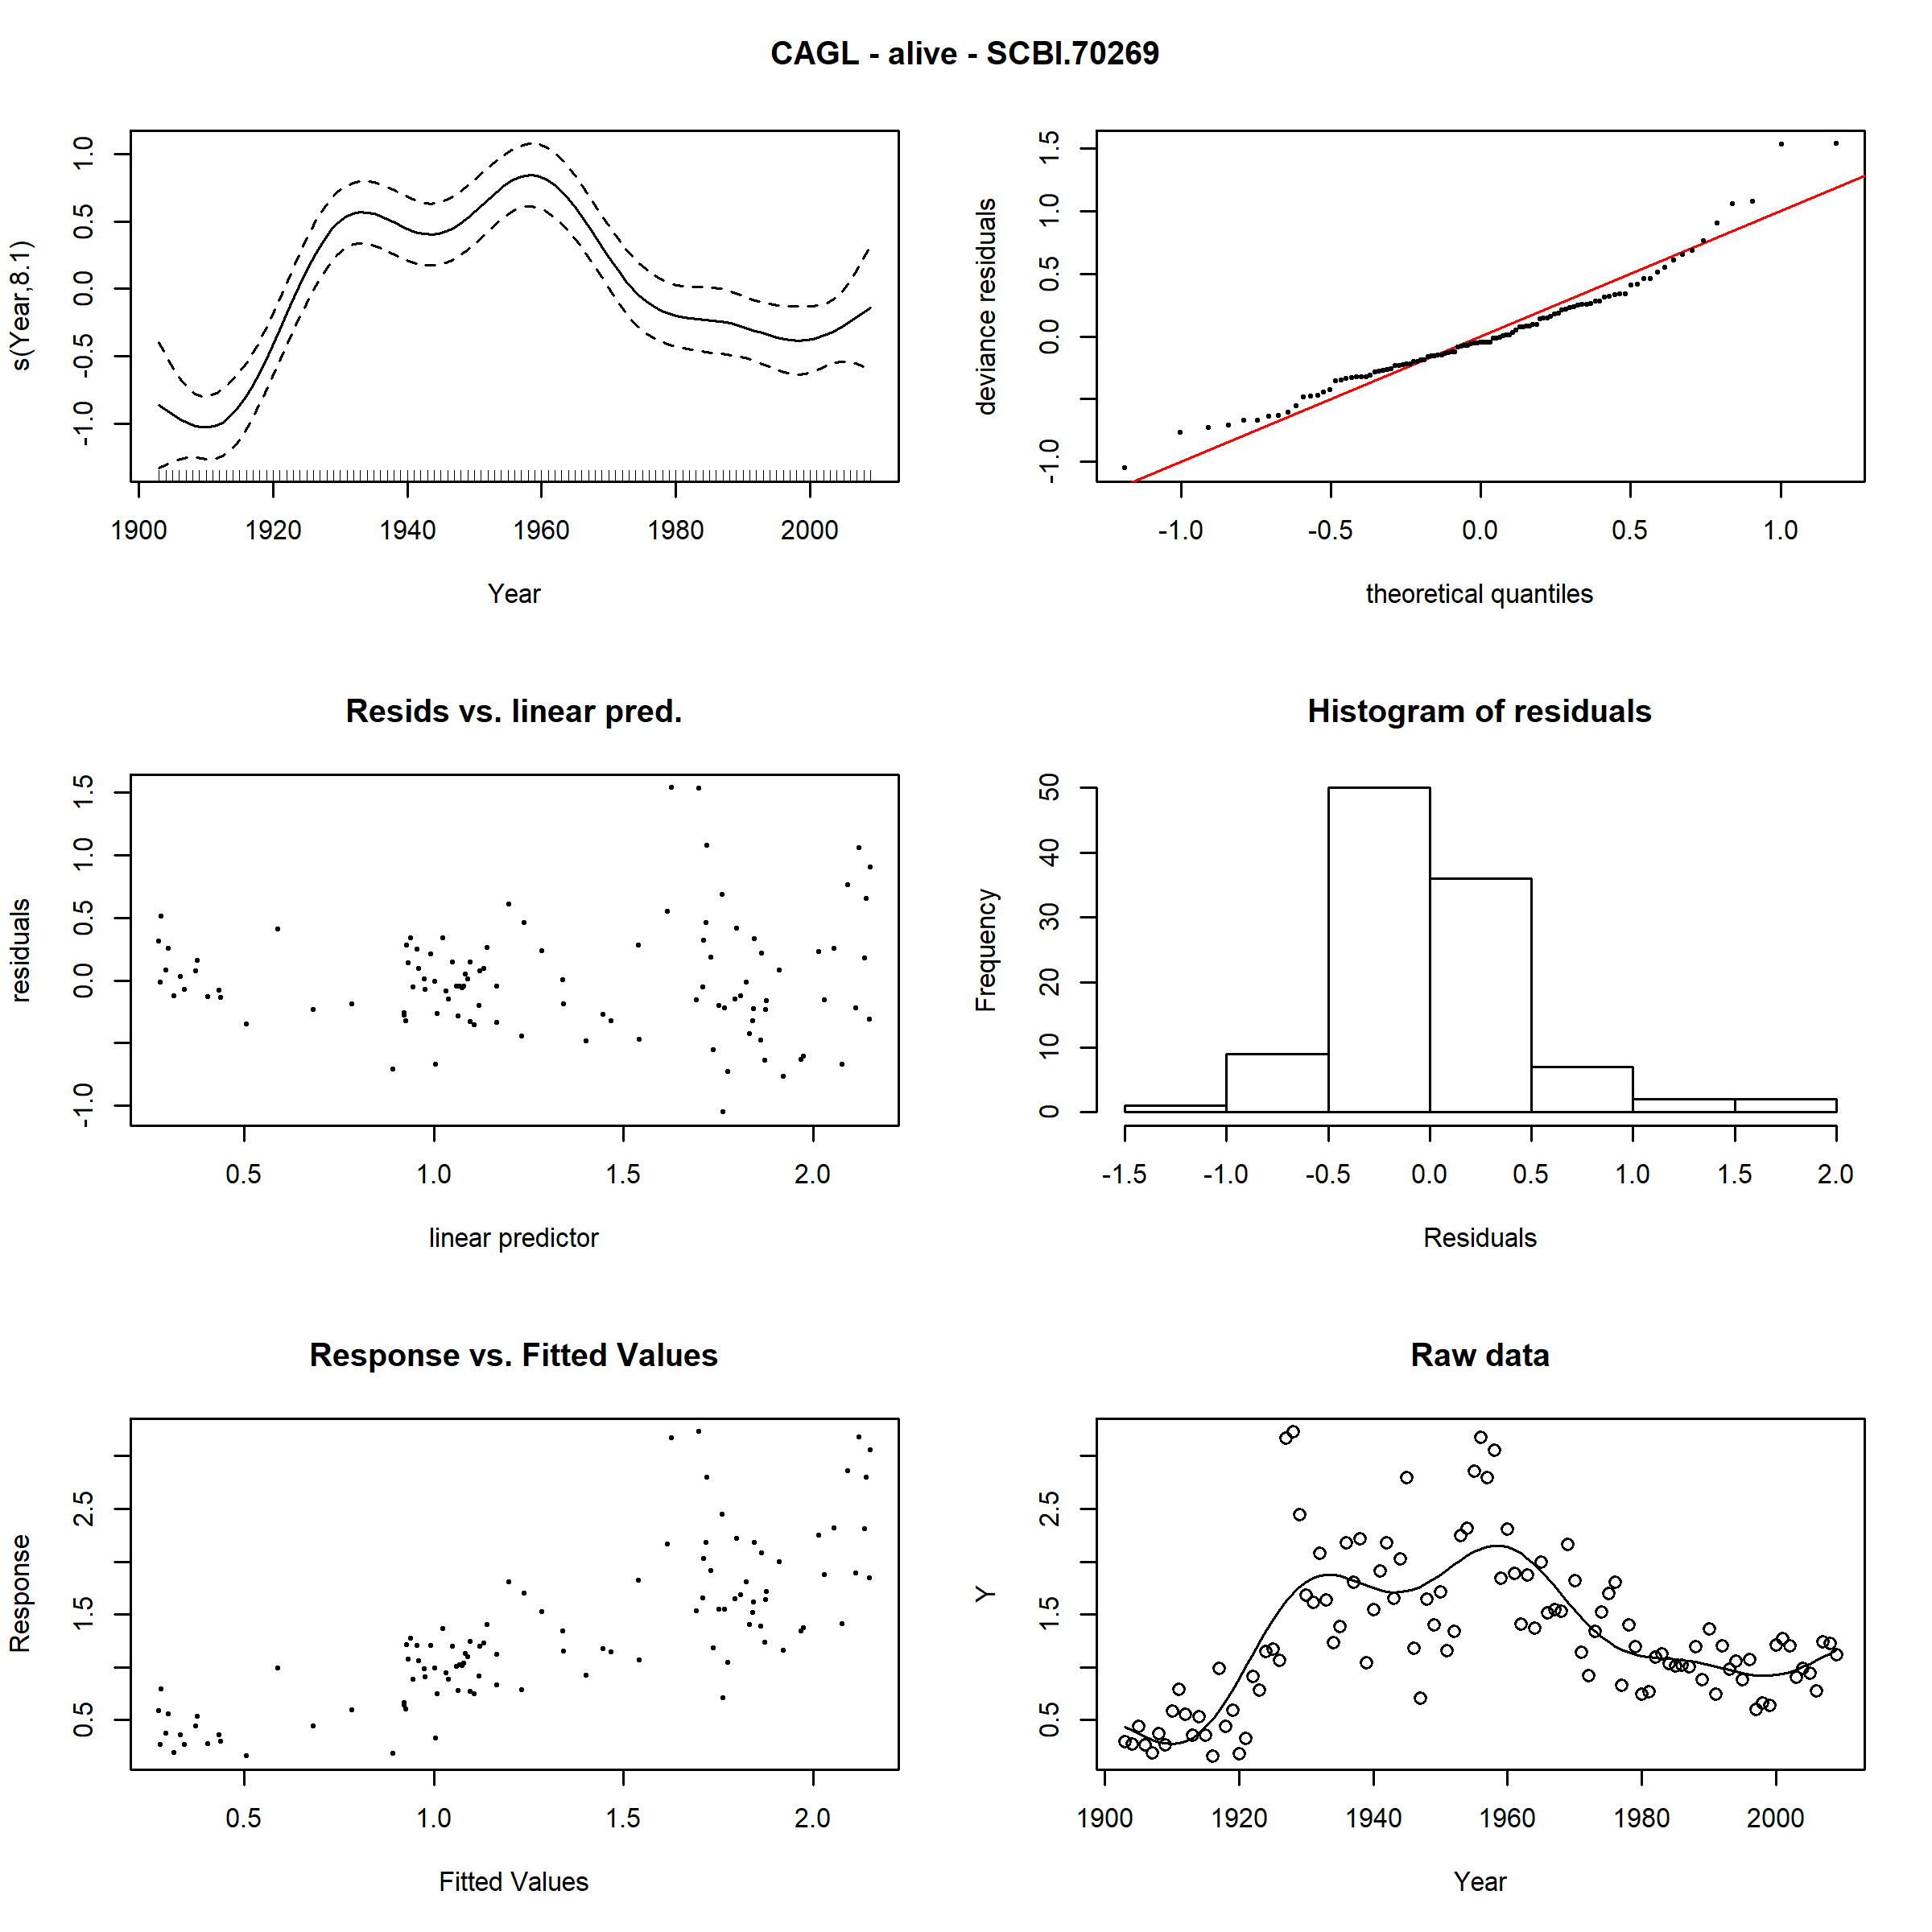 CAGL - alive - SCBI.70269
s(Year,8.1)
1.0
0.5
0.0
-0.5
-1.0
1900 1920 1940 1960 1980 2000
Year
deviance residuals
1.5
1.0
0.5
0.0
-1.0
-1.0 -0.5 0.0 0.5 1.0
theoretical quantiles
Resids vs. linear pred.
residuals
1.5
1.0
0.5
0.0
-1.0
0.5 1.0 1.5 2.0
linear predictor
Histogram of residuals
Frequency
50
40
30
20
10
0
-1.5 -1.0 -0.5 0.0 0.5 1.0 1.5 2.0
Residuals
Response vs. Fitted Values
Response
2.5
1.5
0.5
0.5 1.0 1.5 2.0
Fitted Values
Raw data
Y
2.5
1.5
0.5
1900 1920 1940 1960 1980 2000
Year